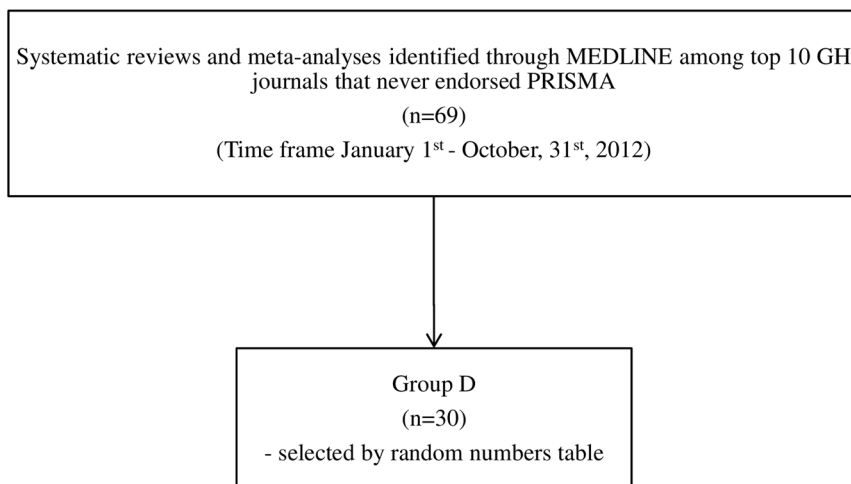 Systematic reviews and meta-analyses identified through MEDLINE among top 10 GH
journals that never endorsed PRISMA
(n=69)
(Time frame January 1st - October, 31st, 2012)
Group D
(n=30)
- selected by random numbers table